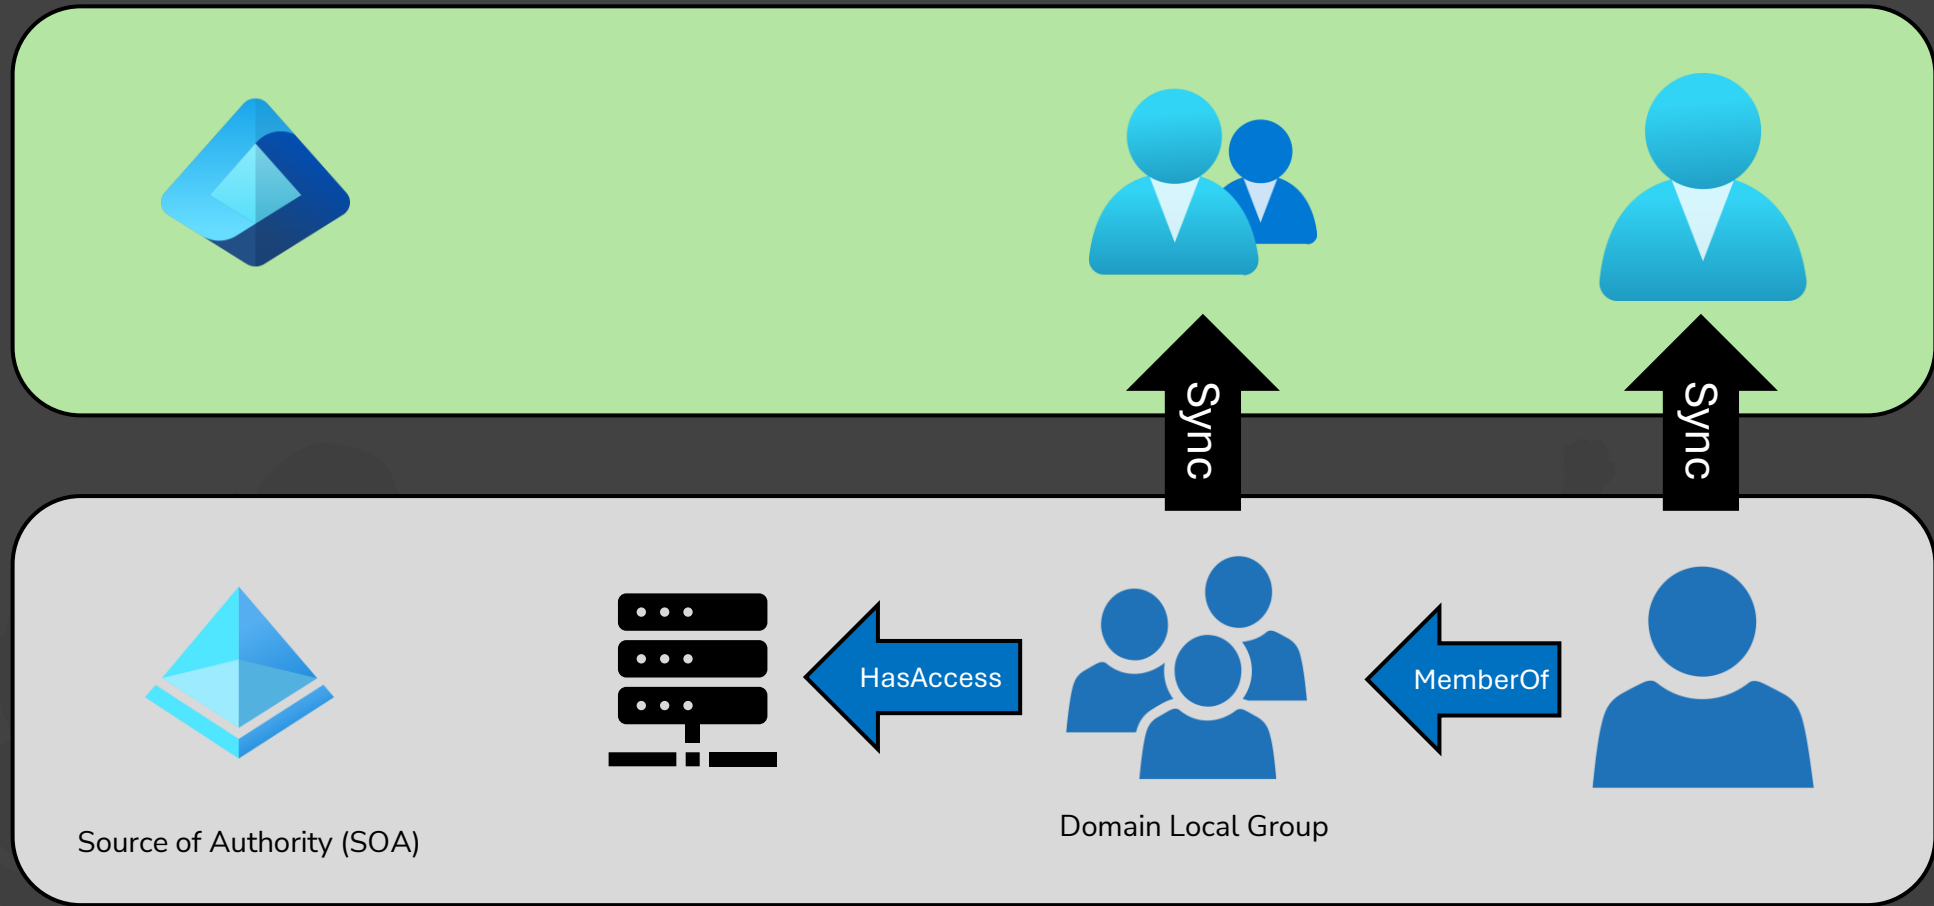 Sync
Sync
HasAccess
MemberOf
Source of Authority (SOA)
Domain Local Group